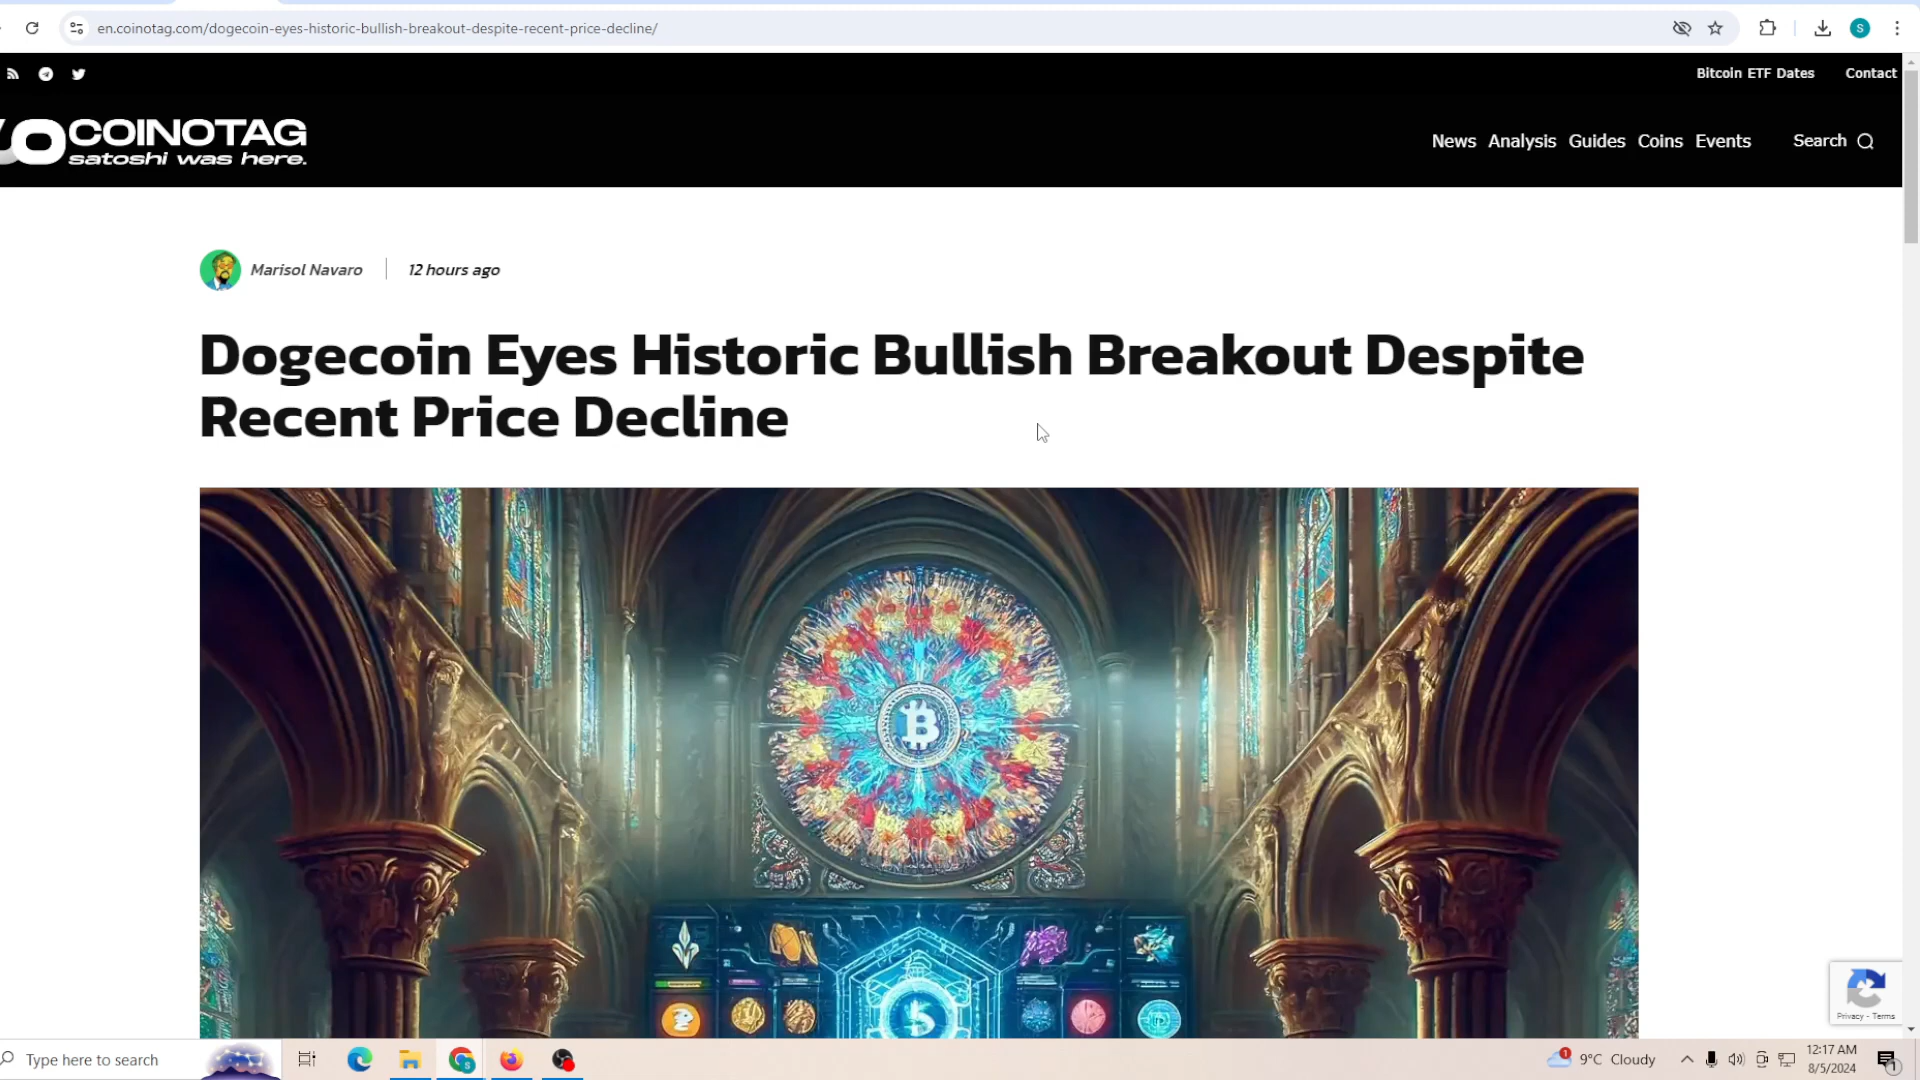 en.coinotag.com/dogecoin-eyes-historic-bullish-breakout-despite-recent-price-decline/
S
Bitcoin ETF Dates Contact
COINOTAG
satoshi was here.
News Analysis Guides Coins Events Search
Marisol Navaro 12 hours ago
Dogecoin Eyes Historic Bullish Breakout Despite
Recent Price Decline
B
Privacy - Terms
Type here to search
1
9°C Cloudy
12:17 AM
8/5/2024
1